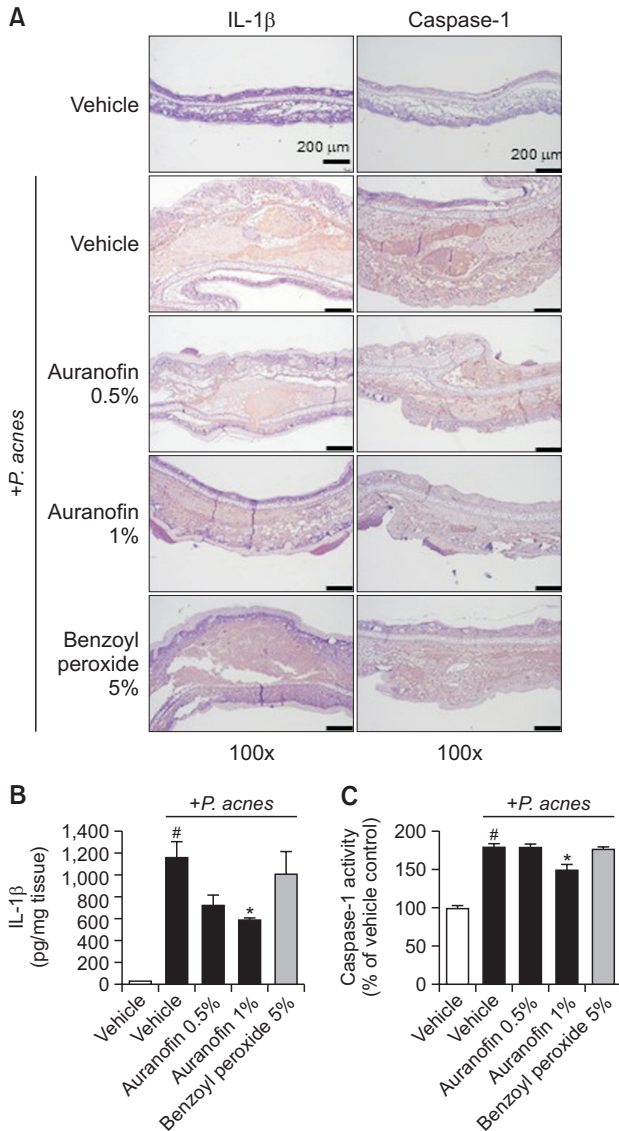 A
IL-1β
Caspase-1
Vehicle
200 μm
200 μm
+P. acnes
Vehicle
Auranofin
0.5%
Auranofin
1%
Benzoyl
peroxide
5%
100x
100x
B
+P. acnes
IL-1β
(pg/mg tissue)
1,400
1,200
1,000
800
600
400
200
0
#
*
Vehicle
Vehicle
Auranofin 0.5%
Auranofin 1%
Benzoyl peroxide 5%
C
+P. acnes
Caspase-1 activity
(% of vehicle control)
200
150
100
50
0
#
*
Vehicle
Vehicle
Auranofin 0.5%
Auranofin 1%
Benzoyl peroxide 5%